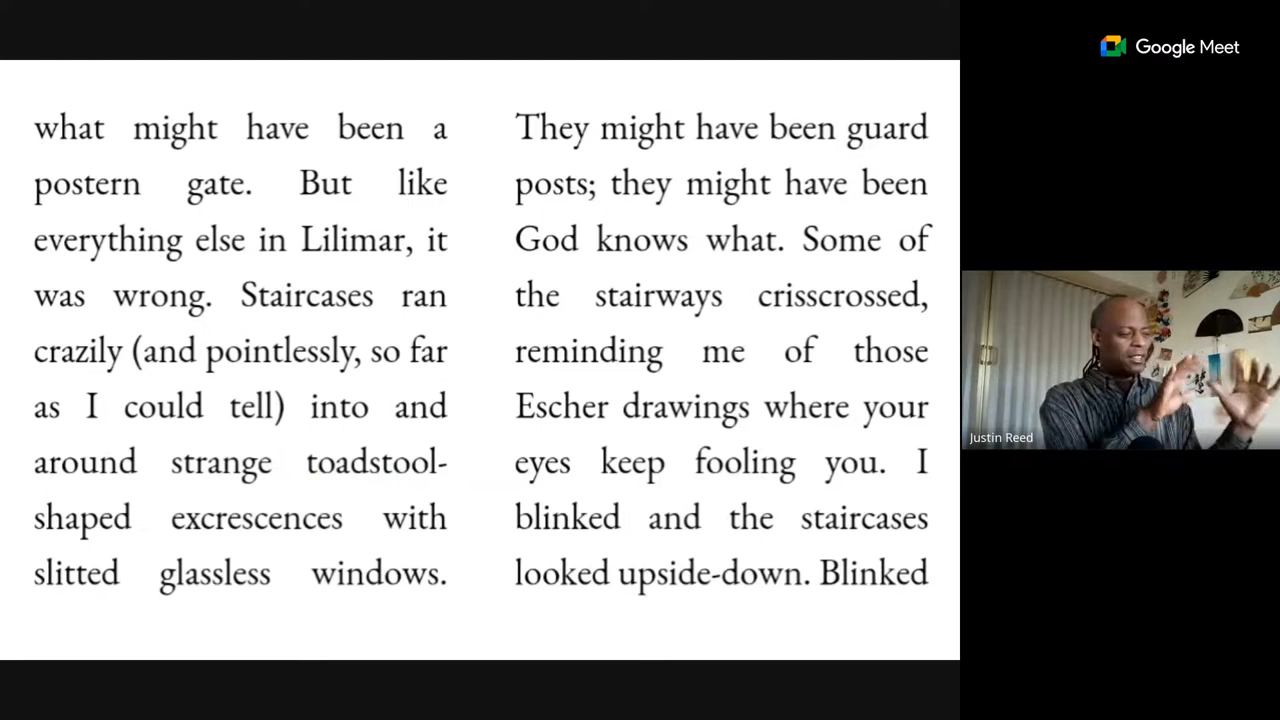 what might have been a
postern gate. But like
everything else in Lilimar, it
was wrong. Staircases ran
crazily (and pointlessly, so far
as I could tell) into and
around strange toadstool-
shaped excrescences with
slitted glassless windows.
They might have been guard
posts; they might have been
God knows what. Some of
the stairways crisscrossed,
reminding me of those
Escher drawings where your
eyes keep fooling you. I
blinked and the staircases
looked upside-down. Blinked
Google Meet
Justin Reed